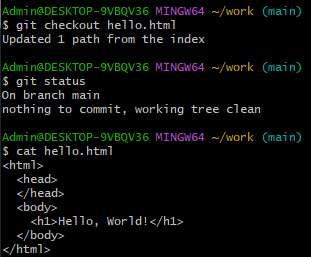 Admin@DESKTOP-9VBQV36 MINGW64 ~/work (main)
$ git checkout hello.html
Updated 1 path from the index

Admin@DESKTOP-9VBQV36 MINGW64 ~/work (main)
$ git status
On branch main
nothing to commit, working tree clean

Admin@DESKTOP-9VBQV36 MINGW64 ~/work (main)
$ cat hello.html
<html>
  <head>
  </head>
  <body>
    <h1>Hello, World!</h1>
  </body>
</html>